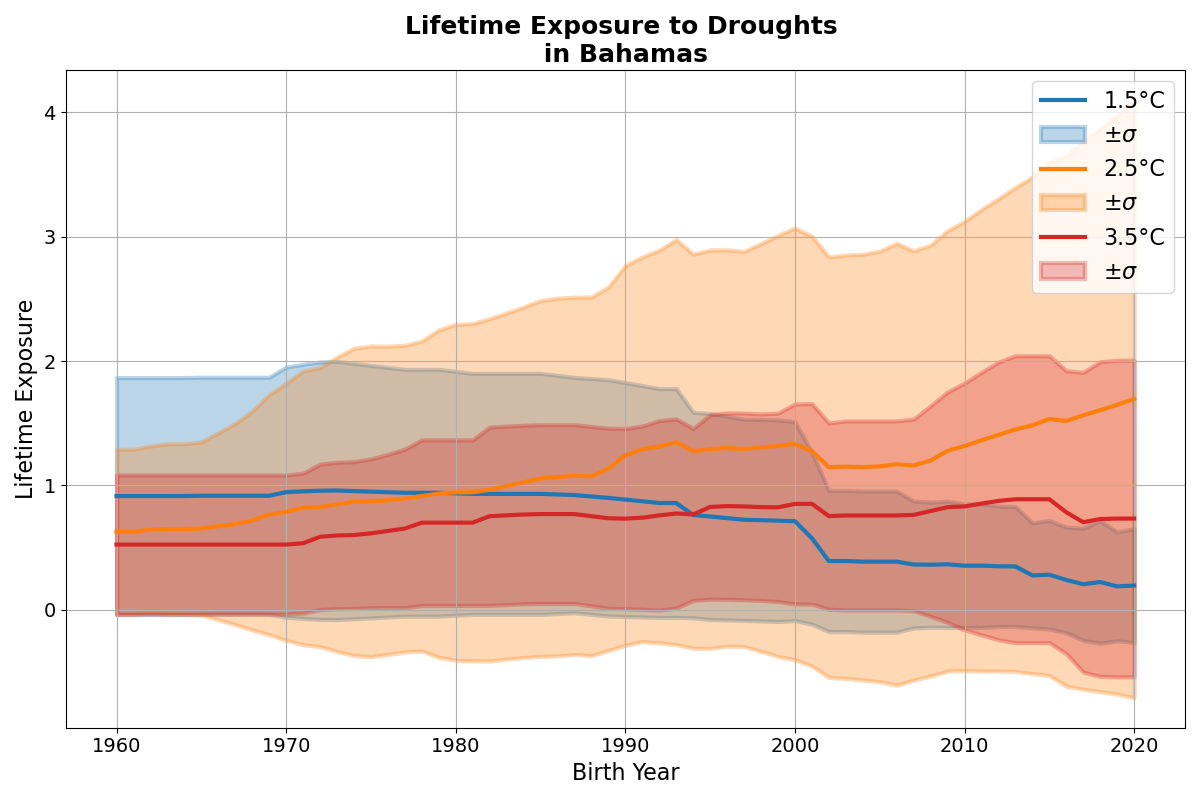 Lifetime Exposure to Droughts
in Bahamas
Lifetime Exposure
4
3
2
1
0
1960 1970 1980 1990 2000 2010 2020
Birth Year
1.5°C
±σ
2.5°C
±σ
3.5°C
±σ